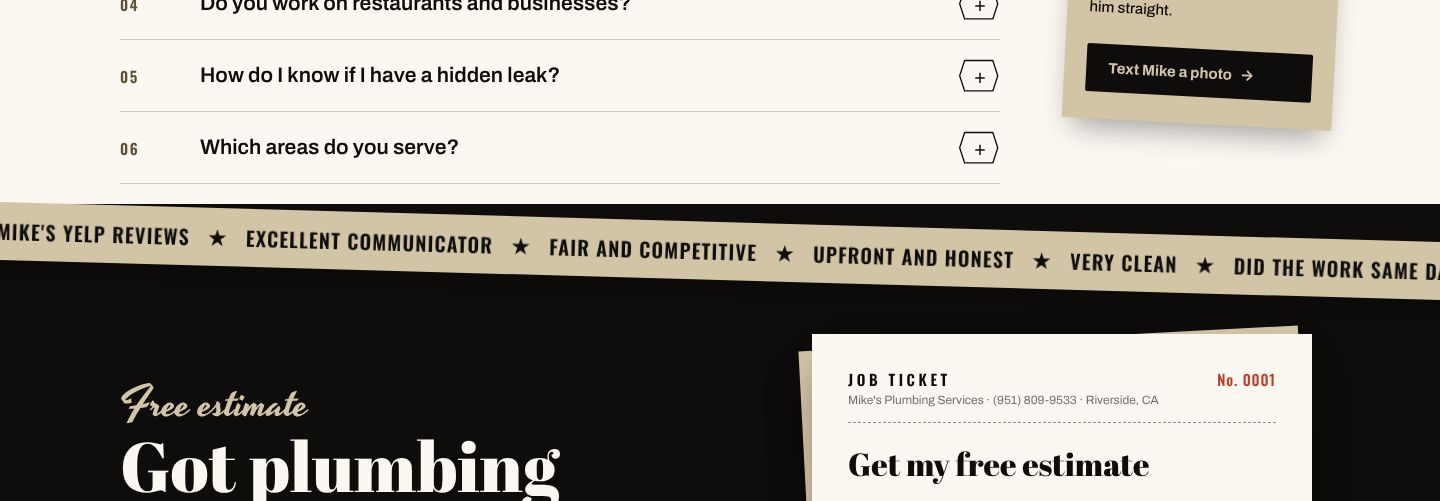 04 Do you work on restaurants and businesses? +
him straight.
05 How do I know if I have a hidden leak? +
Text Mike a photo →
06 Which areas do you serve? +
MIKE'S YELP REVIEWS ★ EXCELLENT COMMUNICATOR ★ FAIR AND COMPETITIVE ★ UPFRONT AND HONEST ★ VERY CLEAN ★ DID THE WORK SAME
Free estimate
Got plumbing
JOB TICKET No. 0001
Mike's Plumbing Services · (951) 809-9533 · Riverside, CA
Get my free estimate